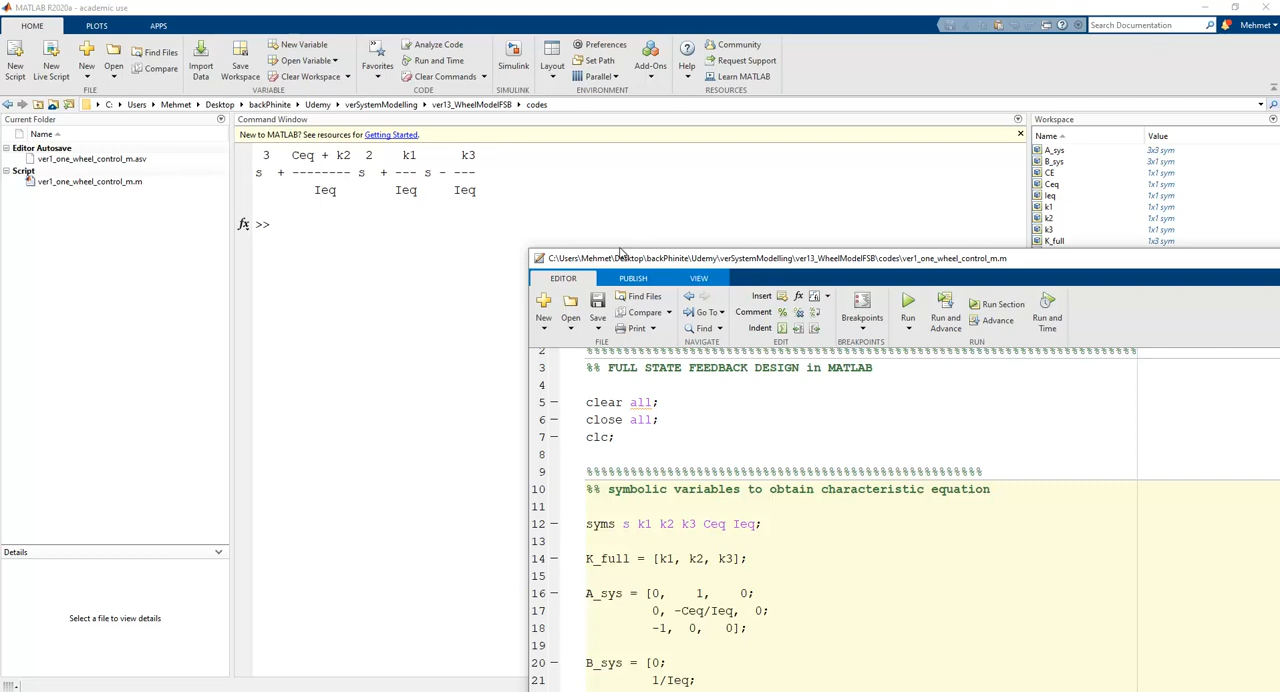 MATLAB R2020a - academic use
HOME PLOTS APPS
Search Documentation
Mehmet
New Script
New Live Script
New
Open
Find Files
Compare
FILE
Import Data
Save Workspace
New Variable
Open Variable
Clear Workspace
VARIABLE
Favorites
Analyze Code
Run and Time
Clear Commands
CODE
Simulink
SIMULINK
Layout
Preferences
Set Path
Parallel
ENVIRONMENT
Add-Ons
Help
Community
Request Support
Learn MATLAB
RESOURCES
C: Users Mehmet Desktop backPhinite Udemy verSystemModelling ver13_WheelModelFSB codes
Current Folder
Name
Editor Autosave
ver1_one_wheel_control_m.asv
Script
ver1_one_wheel_control_m.m
Details
Select a file to view details
Command Window
New to MATLAB? See resources for Getting Started.
3 Ceq + k2 2 k1 k3
s + -------- s + --- s - ---
Ieq Ieq Ieq
fx >>
Workspace
Name Value
A_sys 3x3 sym
B_sys 3x1 sym
CE 1x1 sym
Ceq 1x1 sym
Ieq 1x1 sym
k1 1x1 sym
k2 1x1 sym
k3 1x1 sym
K_full 1x3 sym
C:\Users\Mehmet\Desktop\backPhinite\Udemy\verSystemModelling\ver13_WheelModelFSB\codes\ver1_one_wheel_control_m.m
EDITOR PUBLISH VIEW
New
Open
Save
Find Files
Compare
Print
FILE
Go To
Find
NAVIGATE
Insert fx
Comment % %
Indent
EDIT
Breakpoints
BREAKPOINTS
Run
Run and Advance
Run Section
Advance
Run and Time
RUN
2
3 %% FULL STATE FEEDBACK DESIGN in MATLAB
4
5 clear all;
6 close all;
7 clc;
8
9 %%%%%%%%%%%%%%%%%%%%%%%%%%%%%%%%%%%%%%%%%%%%%%%%%%%%%%
10 %% symbolic variables to obtain characteristic equation
11
12 syms s k1 k2 k3 Ceq Ieq;
13
14 K_full = [k1, k2, k3];
15
16 A_sys = [0, 1, 0;
17 0, -Ceq/Ieq, 0;
18 -1, 0, 0];
19
20 B_sys = [0;
21 1/Ieq;